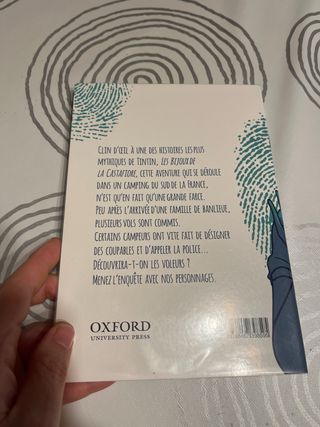 Clin d'œil à une des histoires les plus
mythiques de Tintin, Les Bijoux de
la Castafiore, cette aventure qui se déroule
dans un camping du sud de la France,
n'est qu'en fait qu'une grande farce.
Peu après l'arrivée d'une famille de banlieue,
plusieurs vols sont commis.
Certains campeurs ont vite fait de désigner
des coupables et d'appeler la police...
Découvrira-t-on les voleurs ?
Menez l'enquête avec nos personnages.
OXFORD
UNIVERSITY PRESS